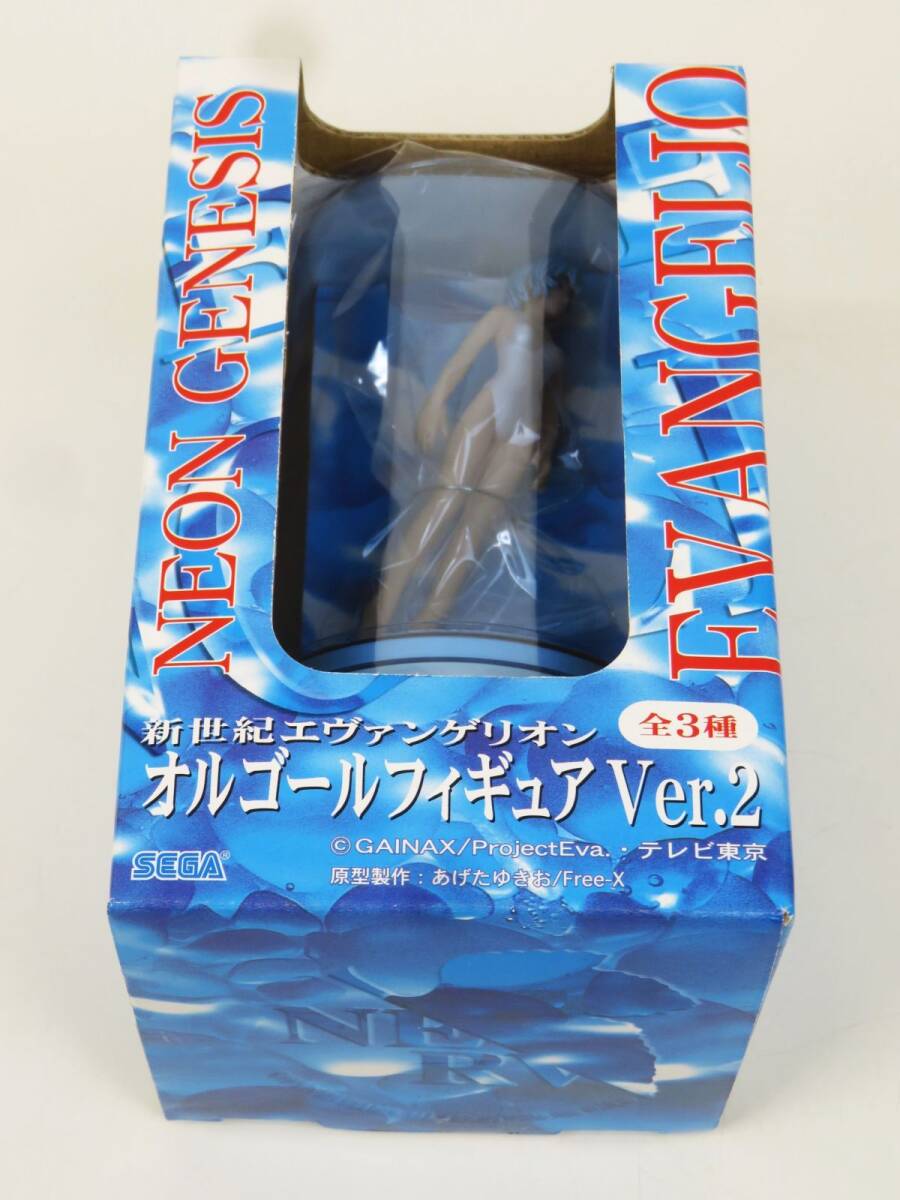 NEON GENESIS
EVANGELIO
新世紀エヴァンゲリオン
全3種
オルゴールフィギュア Ver.2
SEGA®
©GAINAX/ProjectEva.・テレビ東京
原型製作:あげたゆきお/Free-X
NE